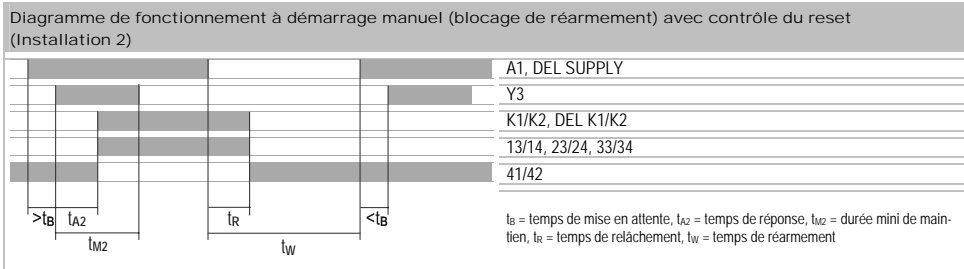 Diagramme de fonctionnement à démarrage manuel (blocage de réarmement) avec contrôle du reset
(Installation 2)
A1, DEL SUPPLY
Y3
K1/K2, DEL K1/K2
13/14, 23/24, 33/34
41/42
>tB tA2 tR <tB
tM2 tW
tB = temps de mise en attente, tA2 = temps de réponse, tM2 = durée mini de main-
tien, tR = temps de relâchement, tW = temps de réarmement